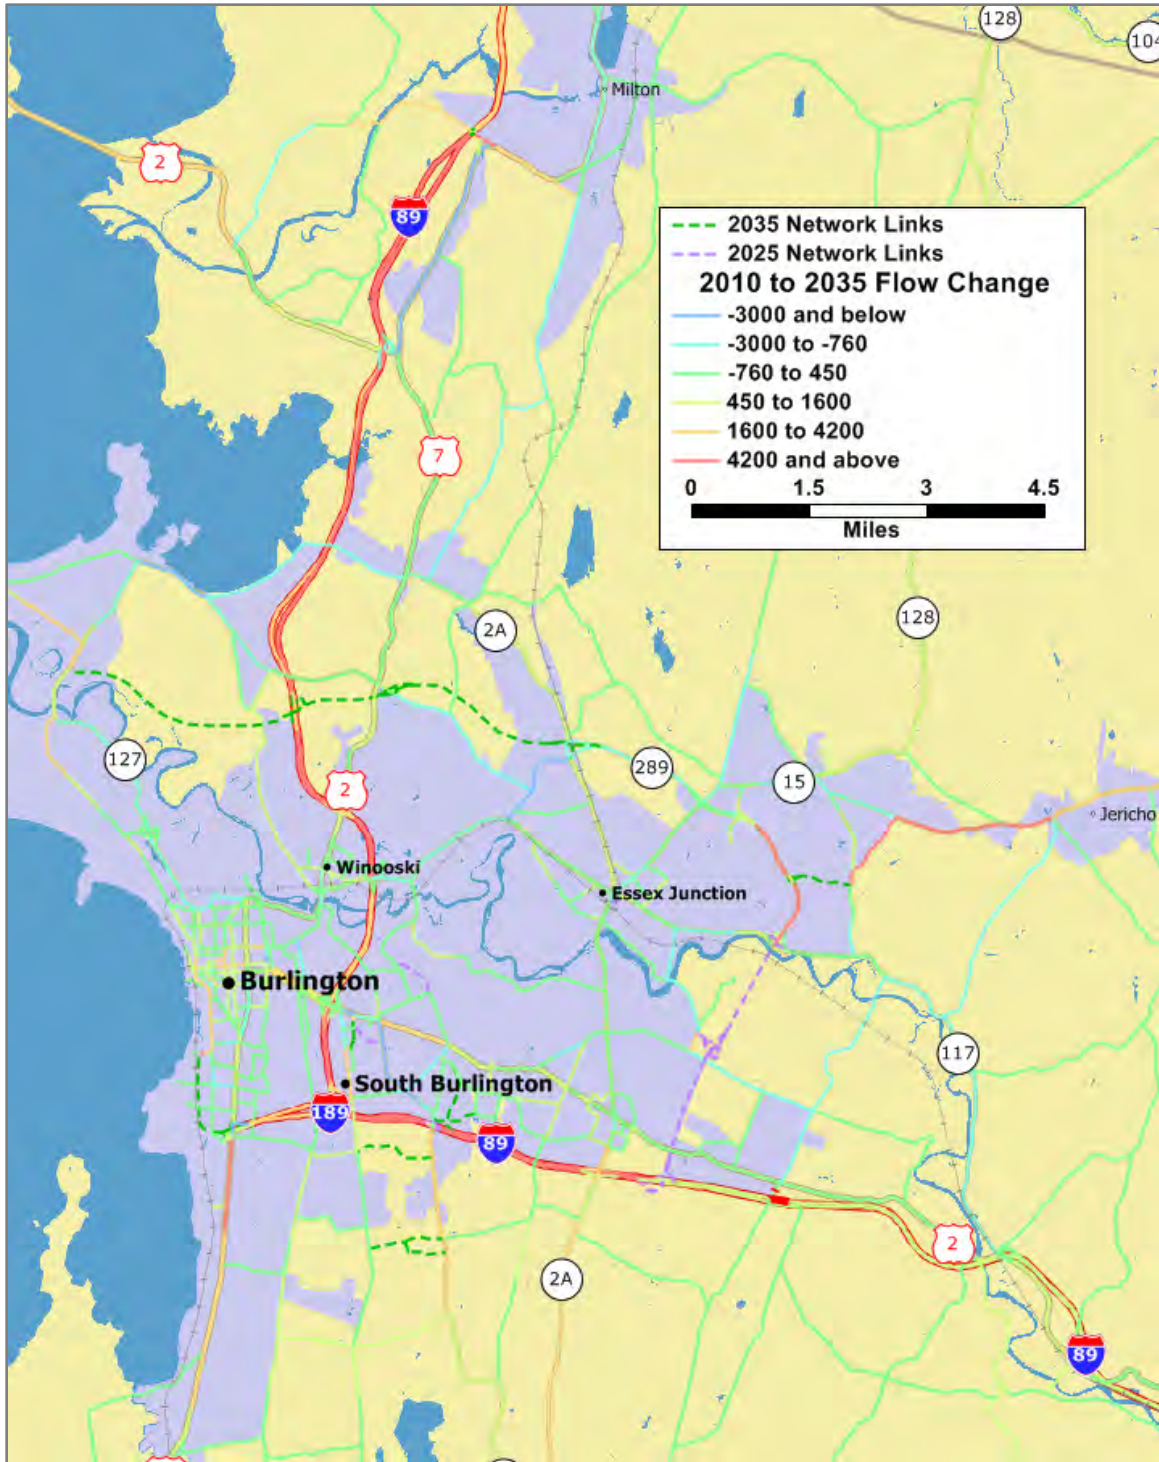 128
104
Milton
2
89
2035 Network Links
2025 Network Links
2010 to 2035 Flow Change
-3000 and below
-3000 to -760
-760 to 450
450 to 1600
1600 to 4200
4200 and above
0 1.5 3 4.5
Miles
7
2A
128
127
289
15
2
Jericho
Winooski
Essex Junction
Burlington
117
South Burlington
189
89
2
2A
89